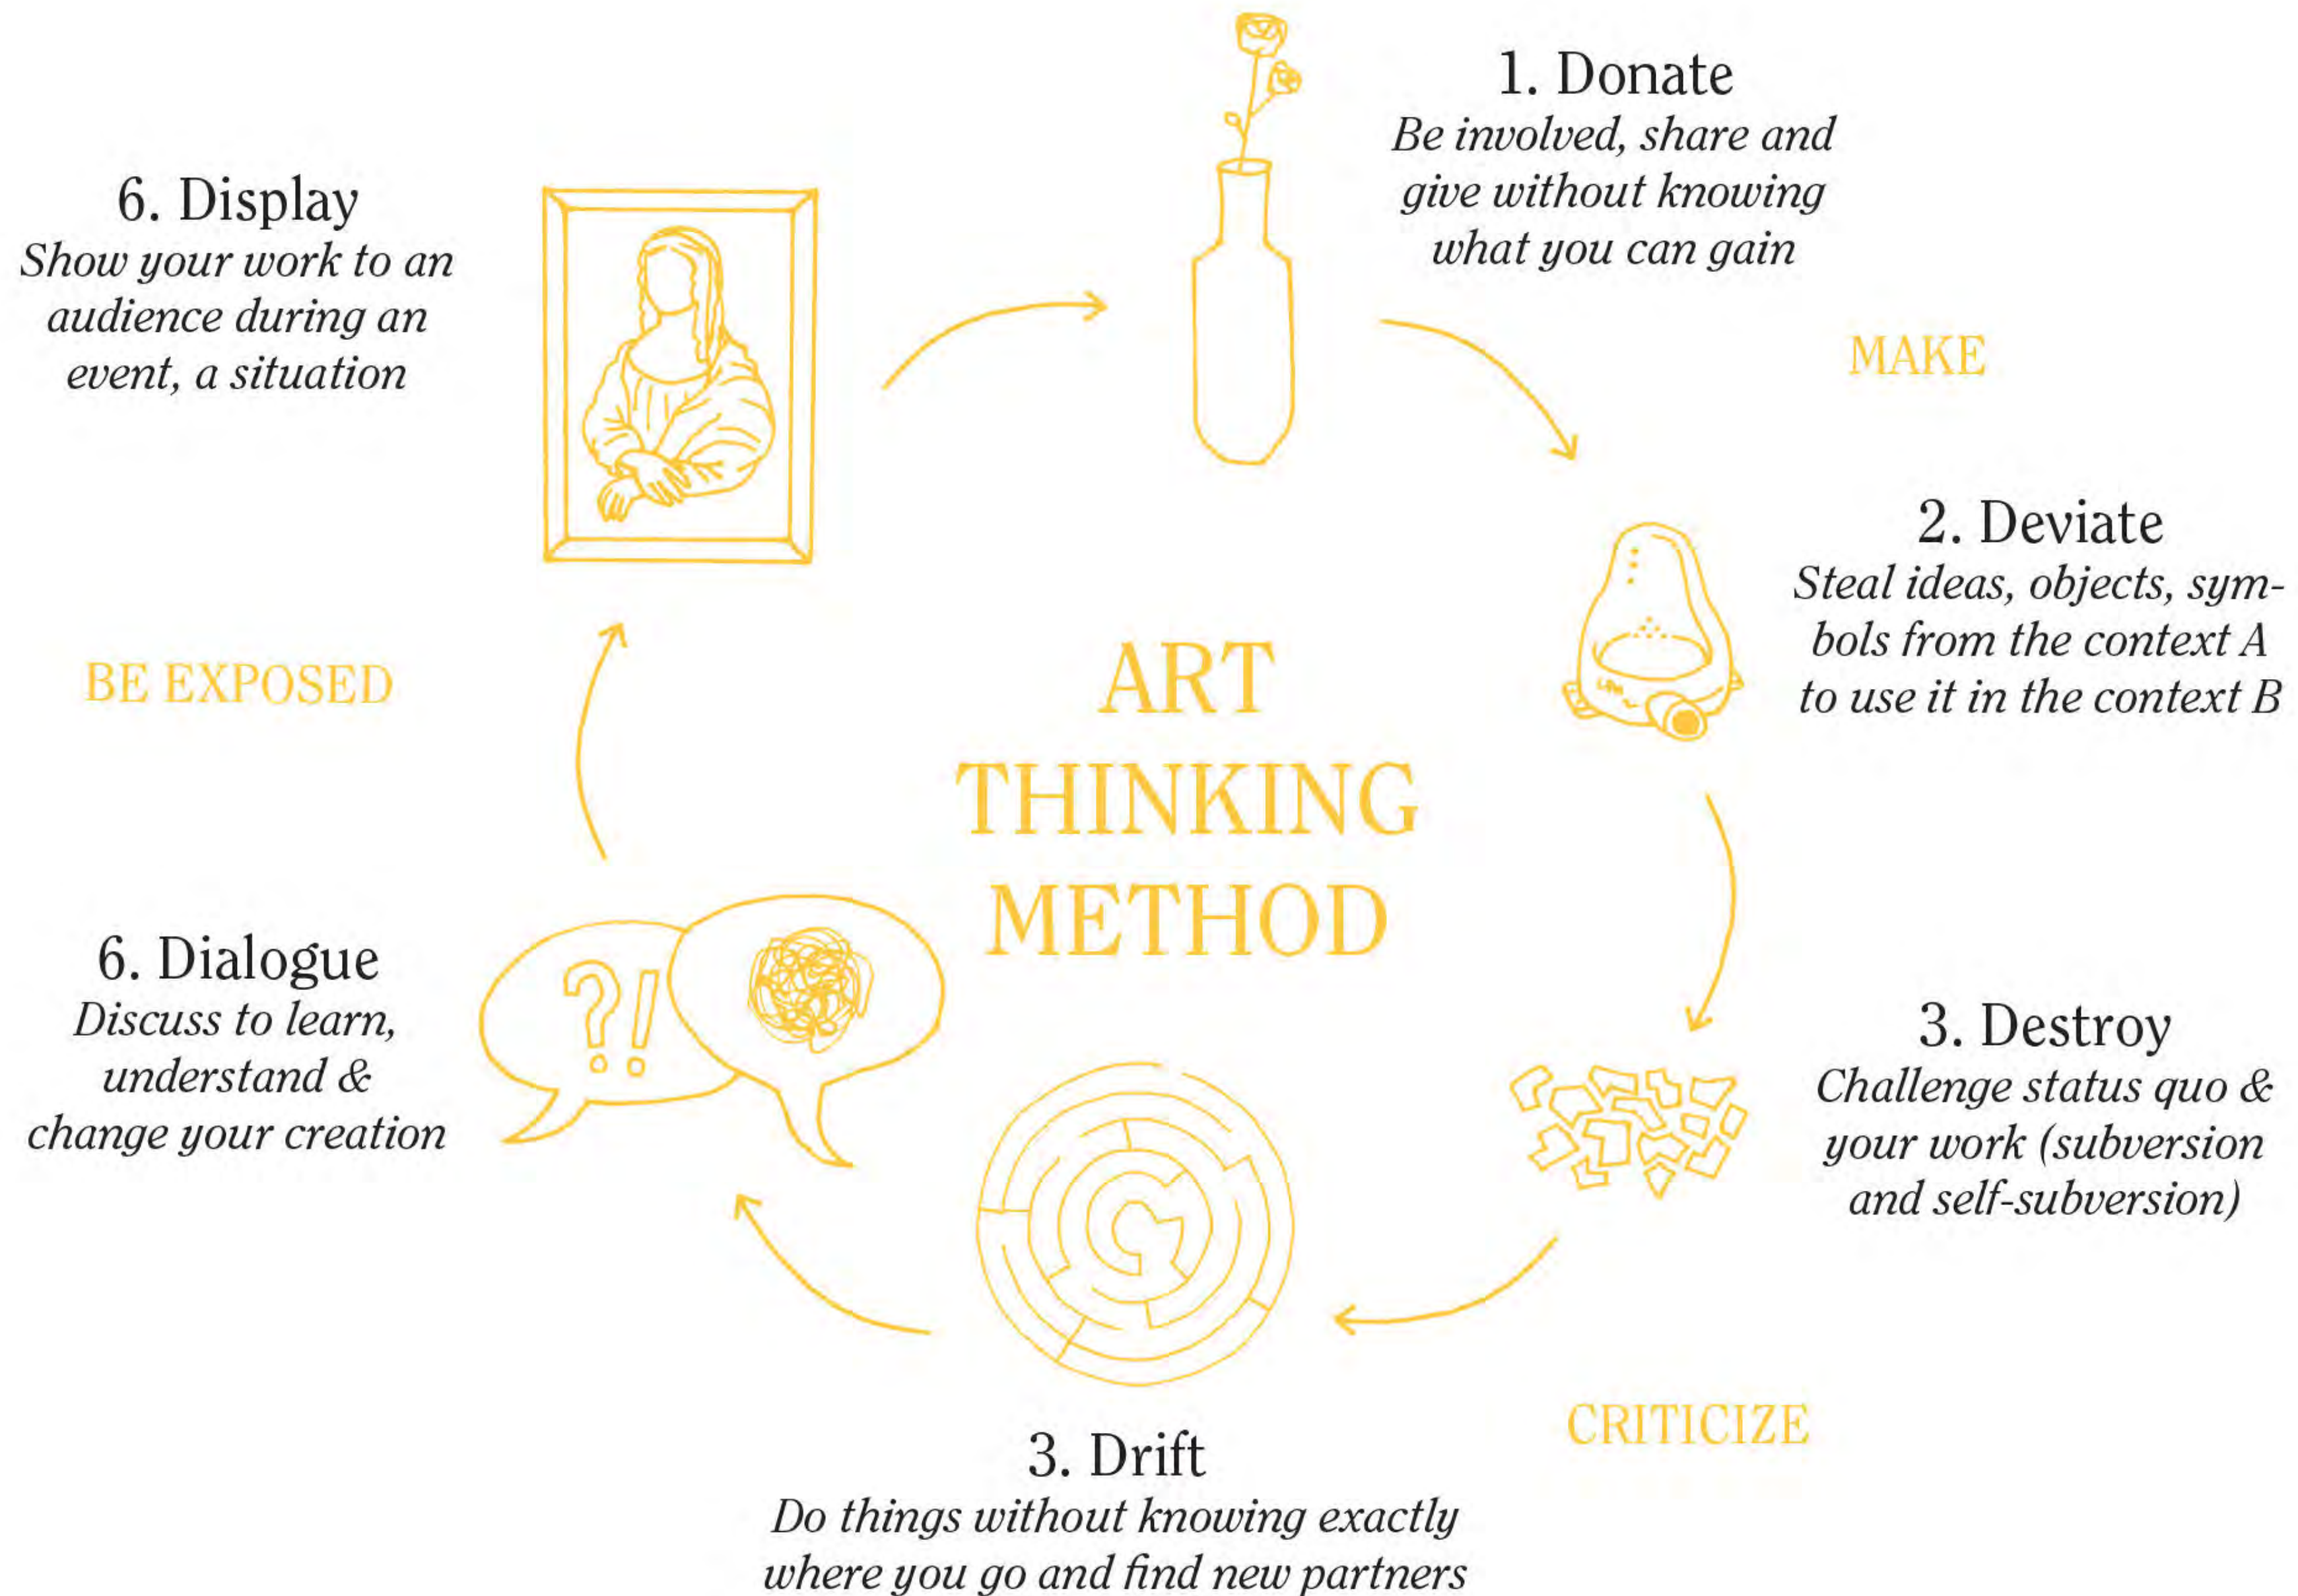 1. Donate
Be involved, share and
give without knowing
what you can gain
MAKE
2. Deviate
Steal ideas, objects, sym-
bols from the context A
to use it in the context B
3. Destroy
Challenge status quo &
your work (subversion
and self-subversion)
CRITICIZE
3. Drift
Do things without knowing exactly
where you go and find new partners
6. Dialogue
Discuss to learn,
understand &
change your creation
?!
BE EXPOSED
6. Display
Show your work to an
audience during an
event, a situation
ART
THINKING
METHOD